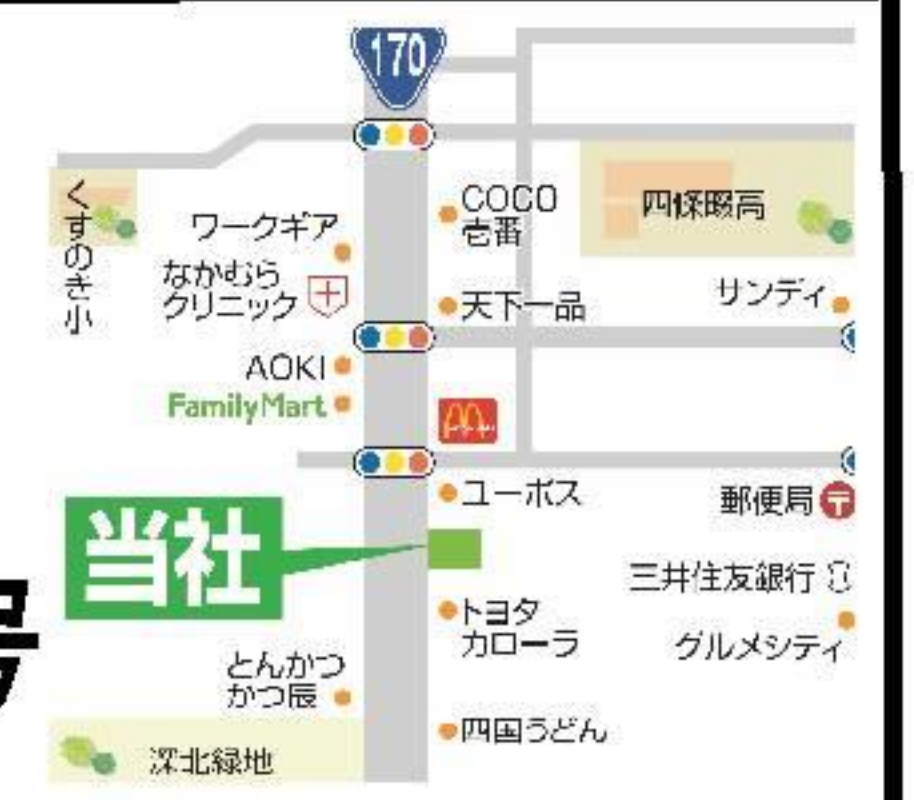 170
くすのき小
ワークギア
なかむら
クリニック
COCO
壱番
四條畷高
天下一品
サンディ
AOKI
FamilyMart
ユーポス
郵便局
当社
三井住友銀行
トヨタ
カローラ
グルメシティ
とんかつ
かつ辰
四国うどん
深北緑地